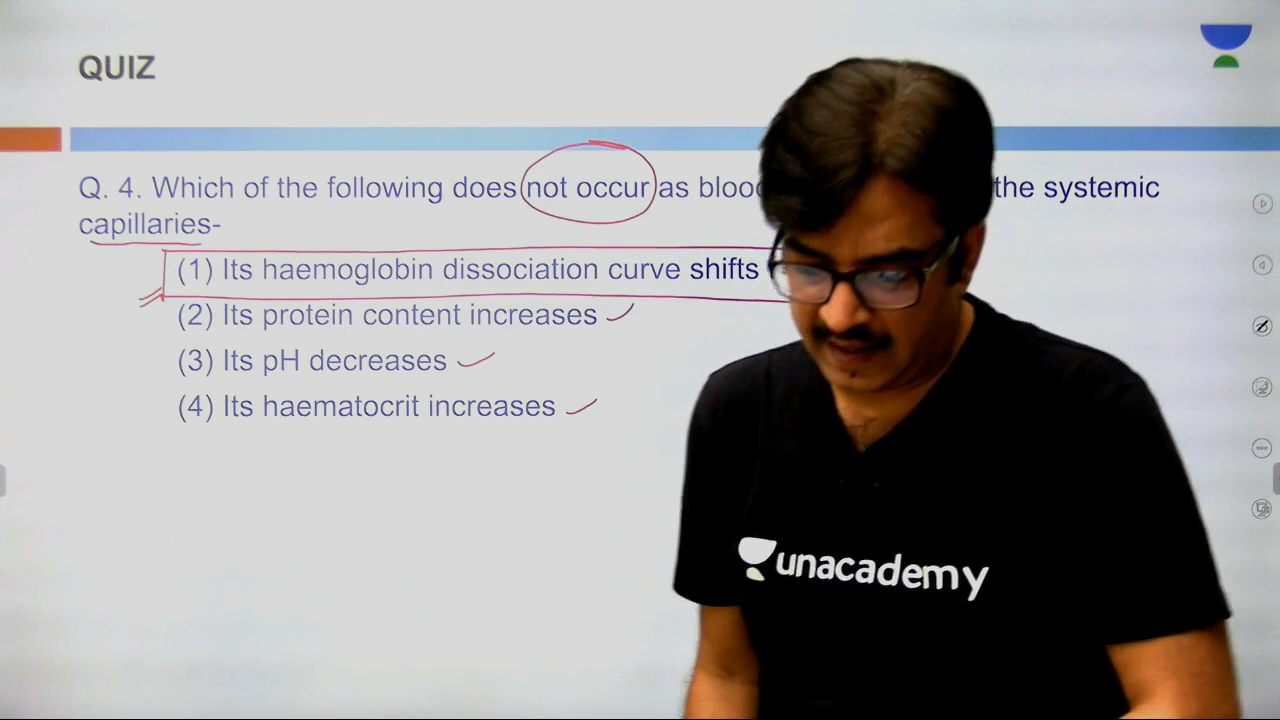 QUIZ
Q. 4. Which of the following does not occur as blood the systemic
capillaries-
(1) Its haemoglobin dissociation curve shifts
(2) Its protein content increases
(3) Its pH decreases
(4) Its haematocrit increases
unacademy